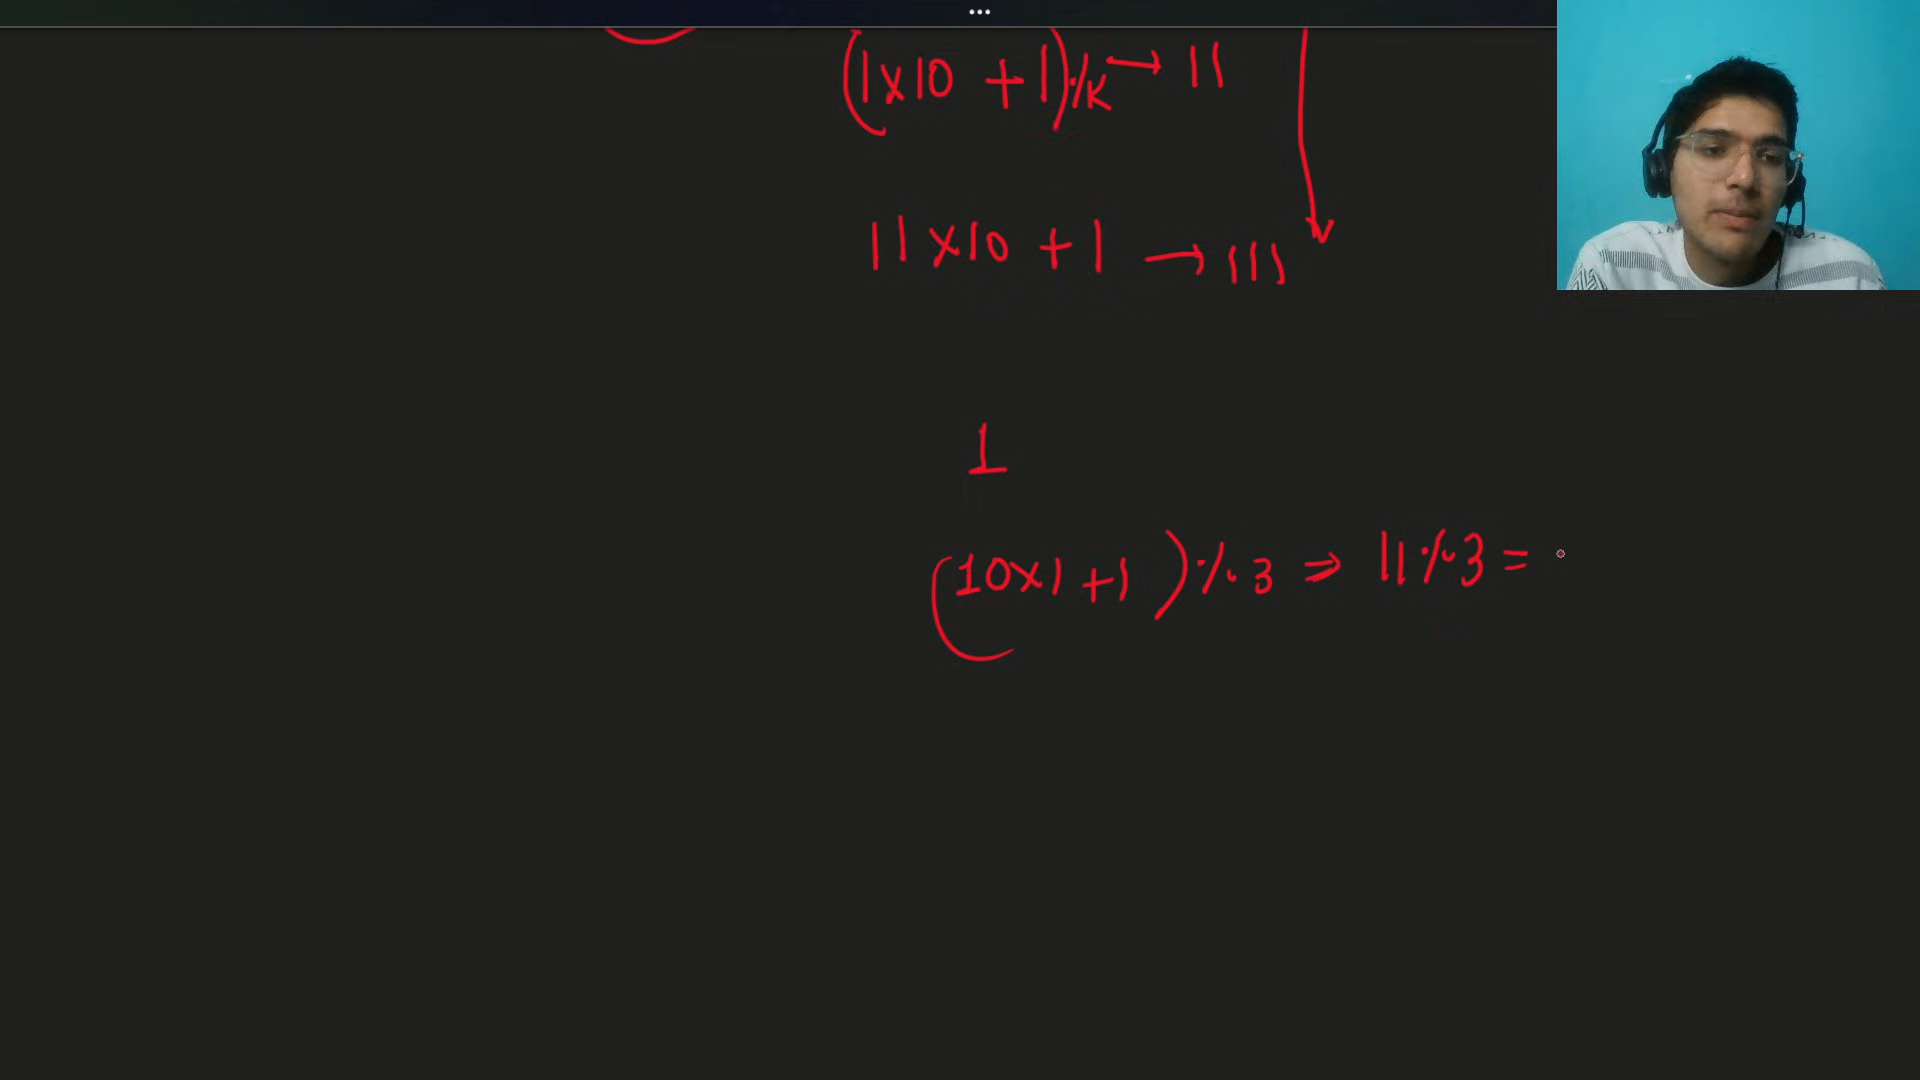 (1x10 + 1)%K → 11
11x10 + 1 → 111
1
(10x1 + 1)%3 ⇒ 11%3 =